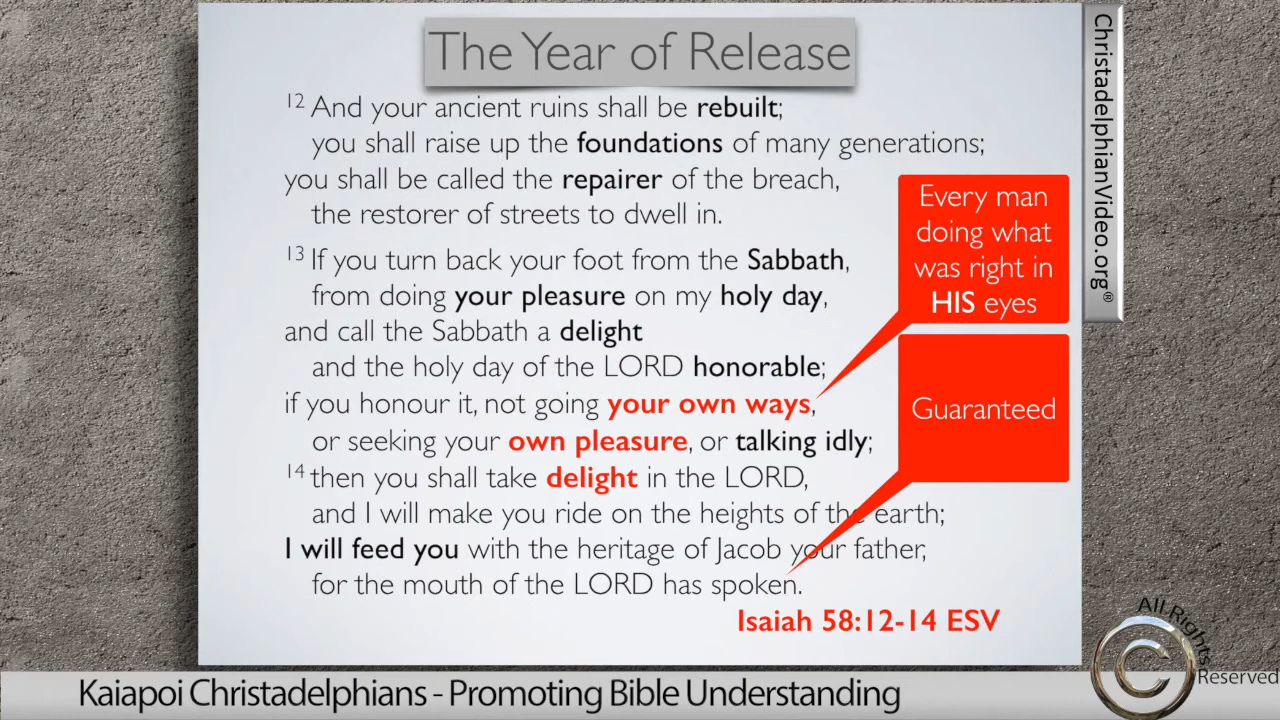 The Year of Release
12 And your ancient ruins shall be rebuilt;
you shall raise up the foundations of many generations;
you shall be called the repairer of the breach,
the restorer of streets to dwell in.
13 If you turn back your foot from the Sabbath,
from doing your pleasure on my holy day,
and call the Sabbath a delight
and the holy day of the LORD honorable;
if you honour it, not going your own ways,
or seeking your own pleasure, or talking idly;
14 then you shall take delight in the LORD,
and I will make you ride on the heights of the earth;
I will feed you with the heritage of Jacob your father,
for the mouth of the LORD has spoken.
Isaiah 58:12-14 ESV
Every man
doing what
was right in
HIS eyes
Guaranteed
ChristadelphianVideo.org®
All Rights
©
Reserved
Kaiapoi Christadelphians - Promoting Bible Understanding